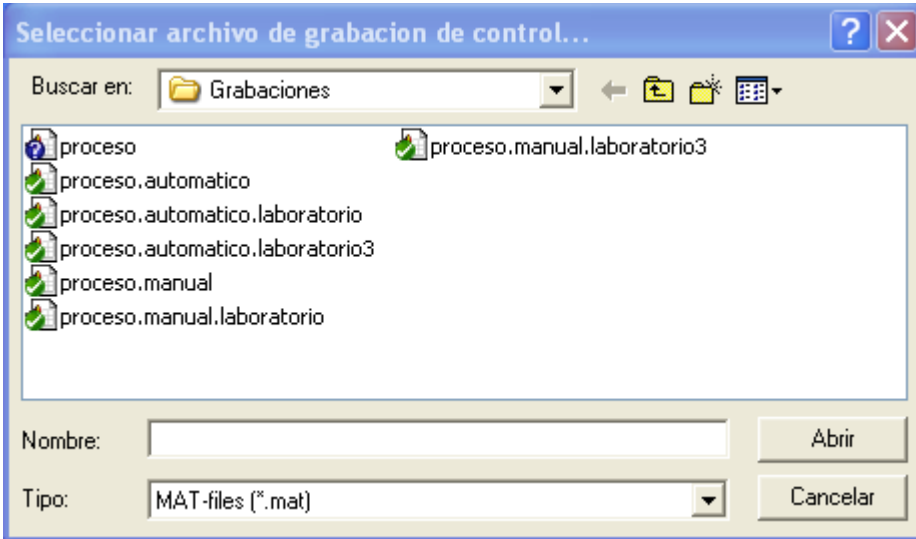 Seleccionar archivo de grabacion de control...
Buscar en: Grabaciones
proceso
proceso.automatico
proceso.automatico.laboratorio
proceso.automatico.laboratorio3
proceso.manual
proceso.manual.laboratorio
proceso.manual.laboratorio3
Nombre: Abrir
Tipo: MAT-files (*.mat) Cancelar